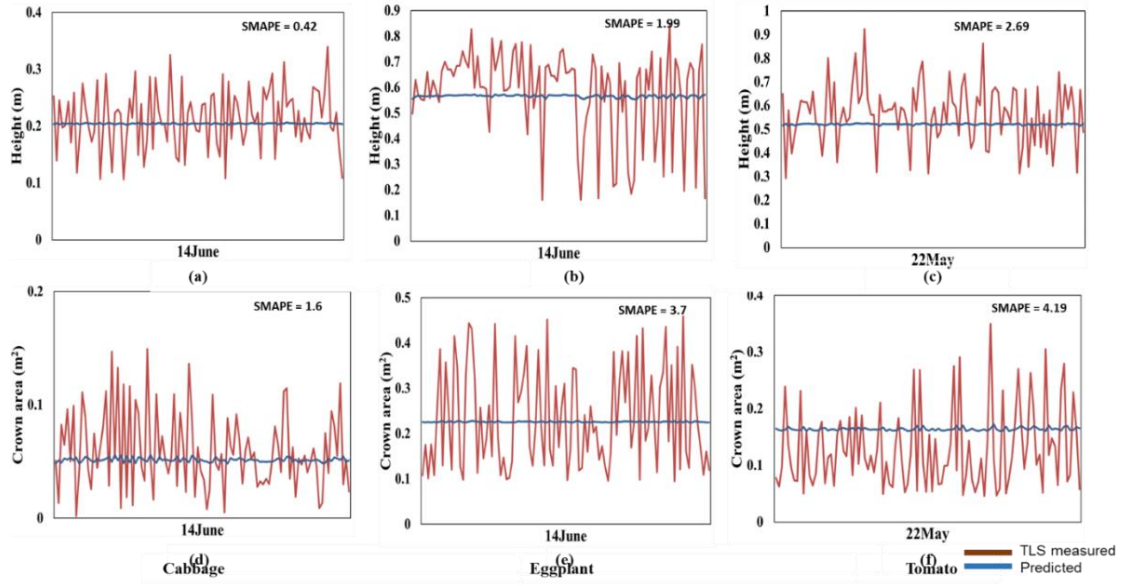 0.4
0.3
0.2
0.1
0
Height (m)
SMAPE = 0.42
14June
(a)
0.9
0.8
0.7
0.6
0.5
0.4
0.3
0.2
0.1
0
Height (m)
SMAPE = 1.99
14June
(b)
1
0.9
0.8
0.7
0.6
0.5
0.4
0.3
0.2
0.1
0
Height (m)
SMAPE = 2.69
22May
(c)
0.2
0.1
0
Crown area (m²)
SMAPE = 1.6
14June
(d)
Cabbage
0.5
0.4
0.3
0.2
0.1
0
Crown area (m²)
SMAPE = 3.7
14June
(e)
Eggplant
0.4
0.3
0.2
0.1
0
Crown area (m²)
SMAPE = 4.19
22May
(f)
Tomato
TLS measured
Predicted